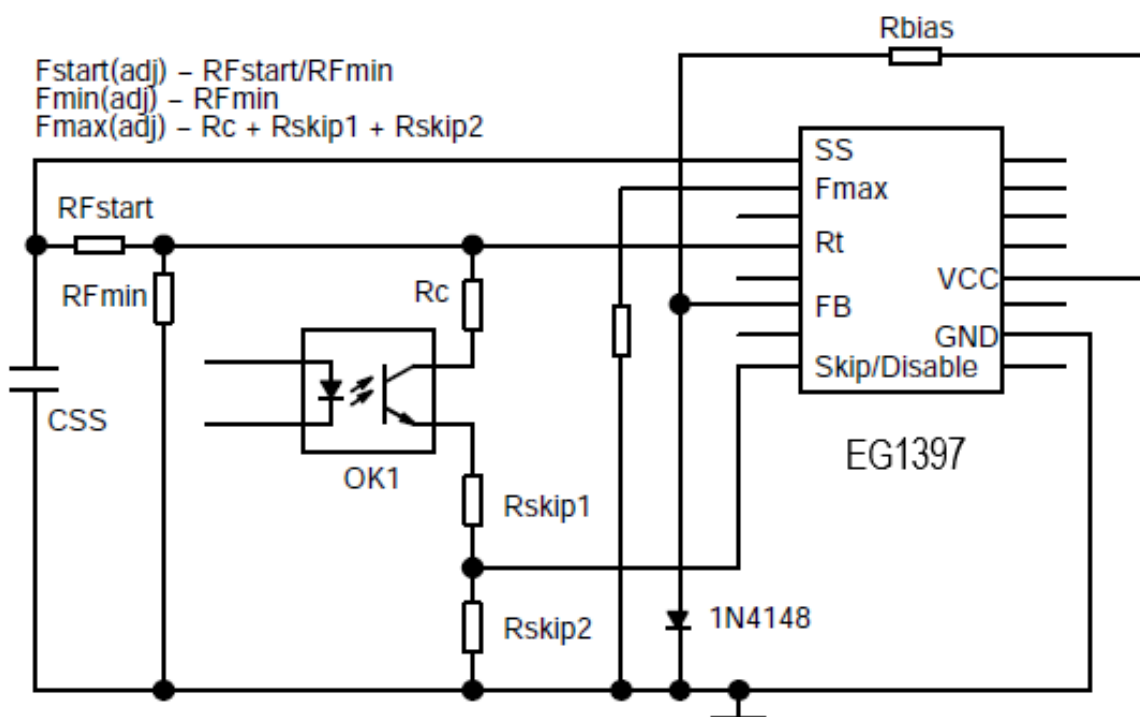 Rbias
Fstart(adj) – RFstart/RFmin
Fmin(adj) – RFmin
Fmax(adj) – Rc + Rskip1 + Rskip2
SS
Fmax
RFstart
Rt
RFmin
Rc
VCC
FB
GND
Skip/Disable
CSS
OK1
EG1397
Rskip1
Rskip2
1N4148